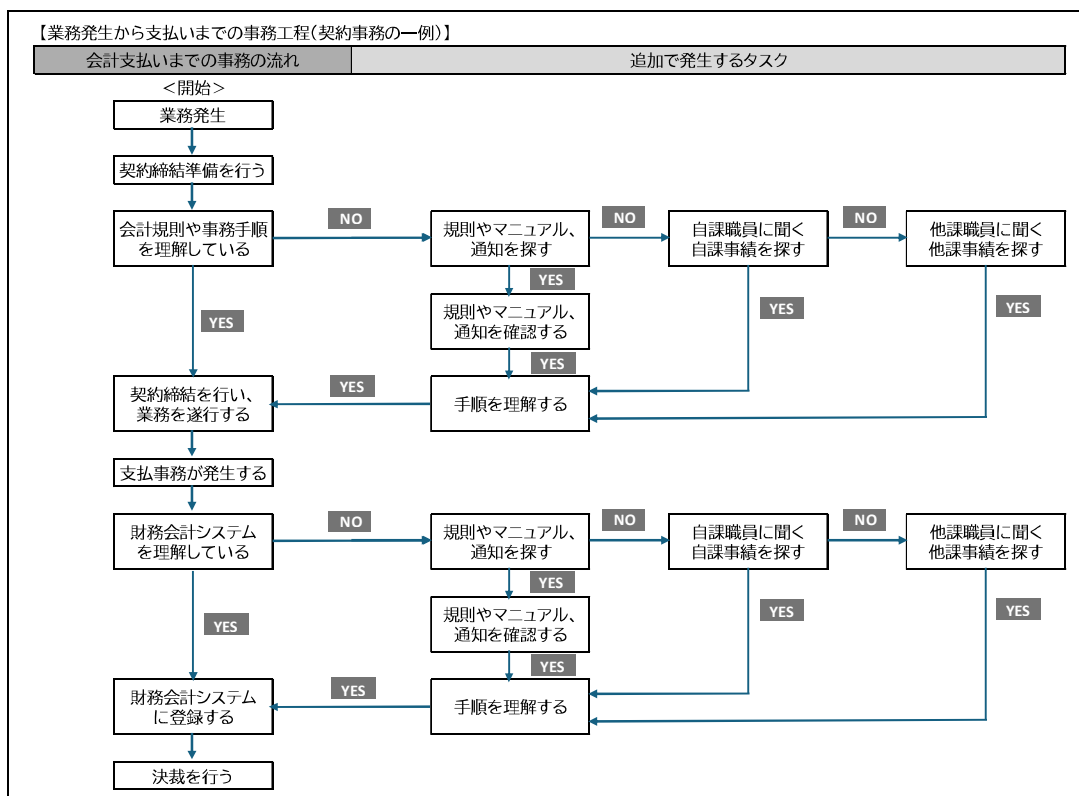 【業務発生から支払いまでの事務工程(契約事務の一例)】
会計支払いまでの事務の流れ
追加で発生するタスク
<開始>
業務発生
契約締結準備を行う
会計規則や事務手順
を理解している
NO
規則やマニュアル、
通知を探す
NO
自課職員に聞く
自課事績を探す
NO
他課職員に聞く
他課事績を探す
YES
YES
規則やマニュアル、
通知を確認する
YES
YES
YES
契約締結を行い、
業務を遂行する
YES
手順を理解する
支払事務が発生する
財務会計システム
を理解している
NO
規則やマニュアル、
通知を探す
NO
自課職員に聞く
自課事績を探す
NO
他課職員に聞く
他課事績を探す
YES
YES
規則やマニュアル、
通知を確認する
YES
YES
YES
財務会計システム
に登録する
YES
手順を理解する
決裁を行う